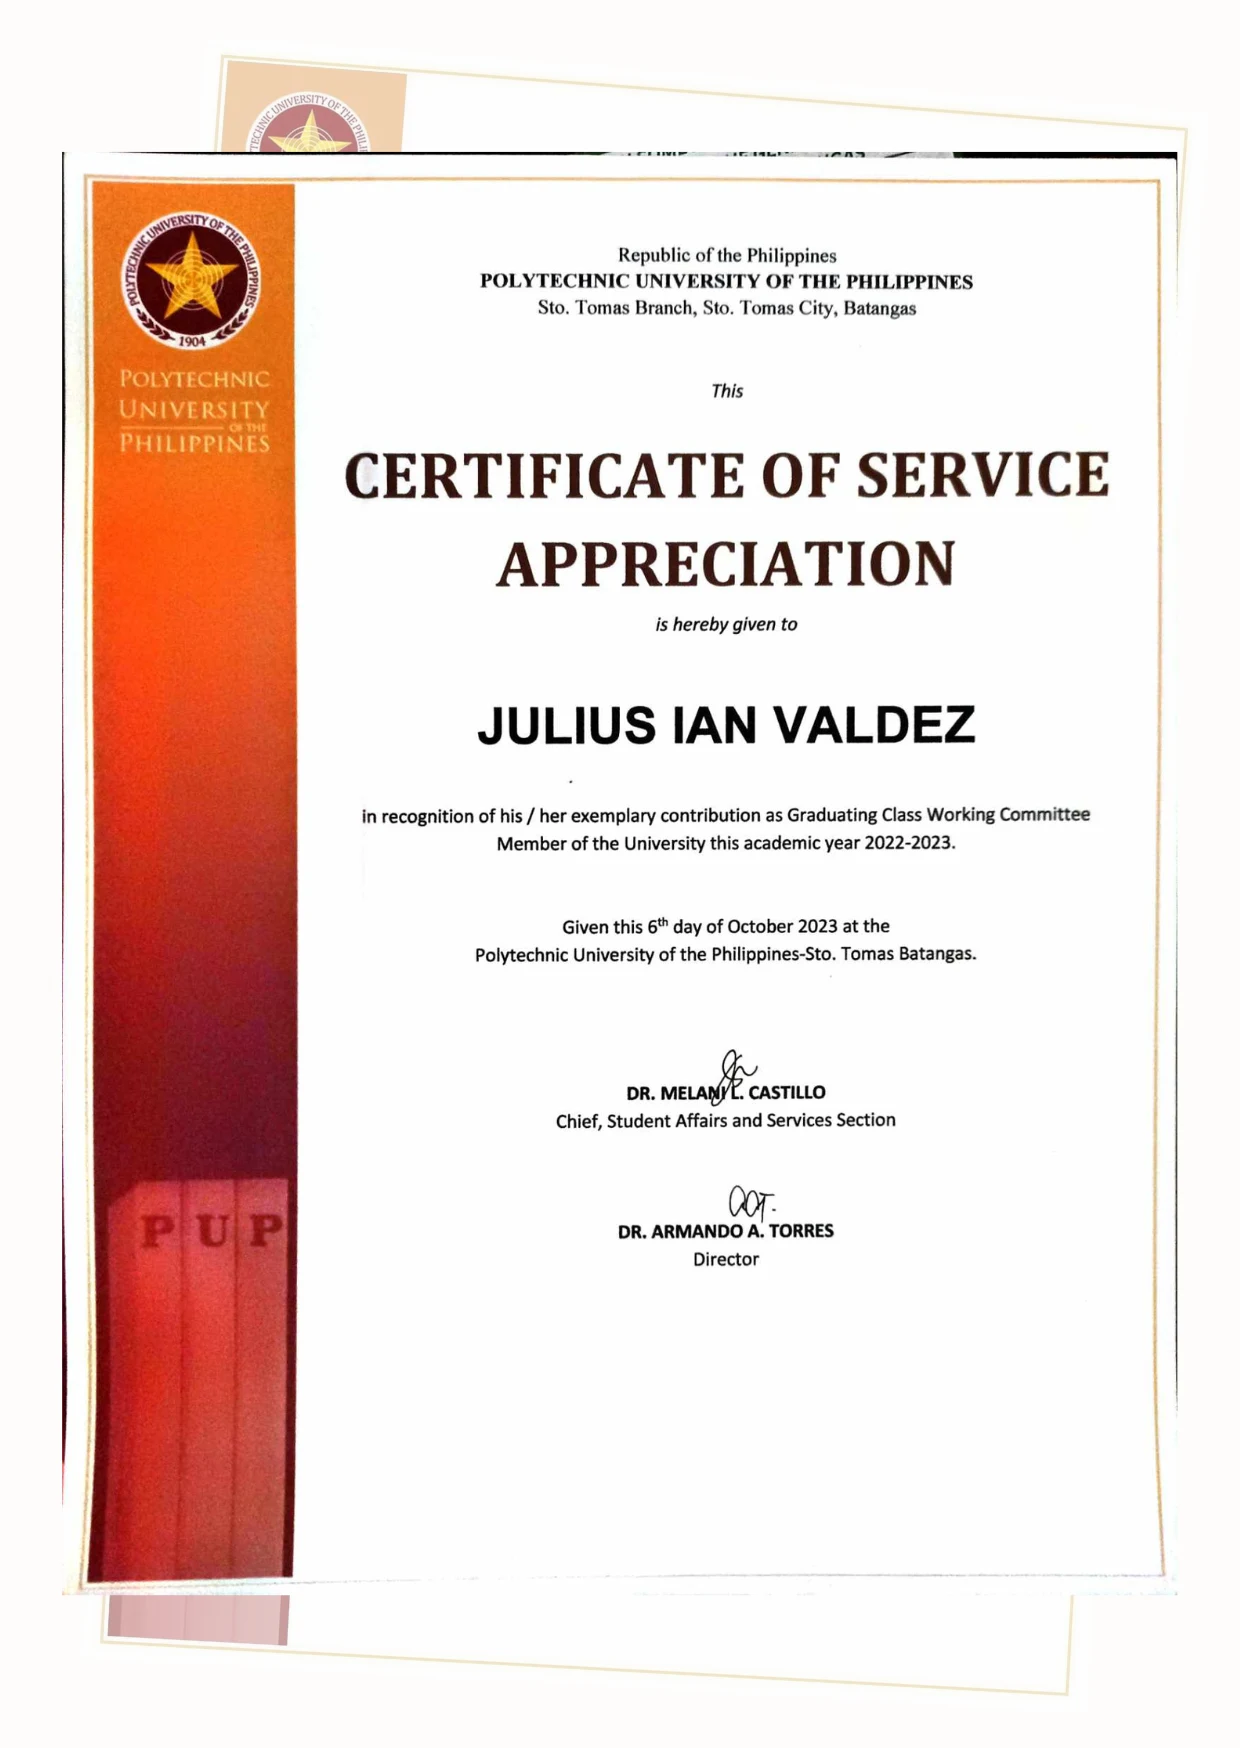 POLYTECHNIC UNIVERSITY OF THE PHILIPPINES
1904
POLYTECHNIC
UNIVERSITY
OF THE
PHILIPPINES
Republic of the Philippines
POLYTECHNIC UNIVERSITY OF THE PHILIPPINES
Sto. Tomas Branch, Sto. Tomas City, Batangas
This
CERTIFICATE OF SERVICE
APPRECIATION
is hereby given to
JULIUS IAN VALDEZ
in recognition of his / her exemplary contribution as Graduating Class Working Committee
Member of the University this academic year 2022-2023.
Given this 6th day of October 2023 at the
Polytechnic University of the Philippines-Sto. Tomas Batangas.
DR. MELANI L. CASTILLO
Chief, Student Affairs and Services Section
DR. ARMANDO A. TORRES
Director
PUP